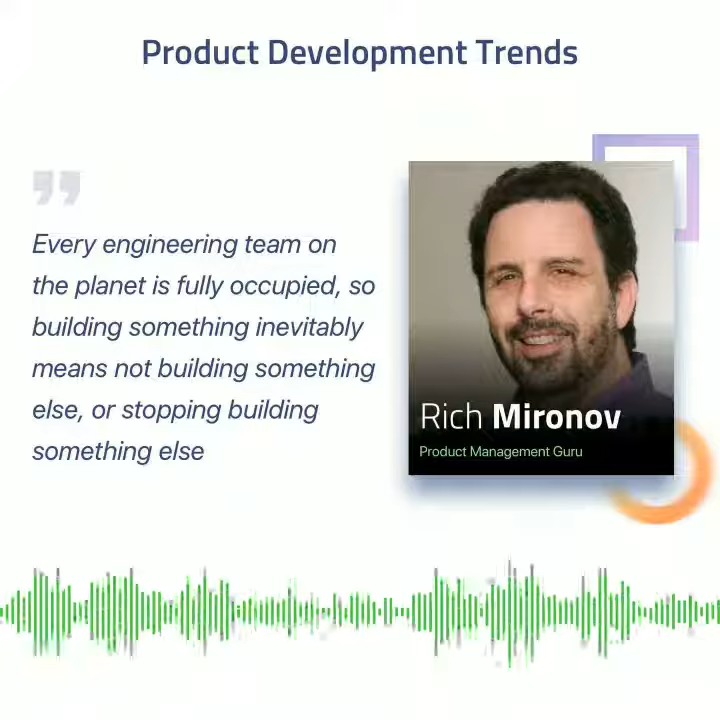 Product Development Trends
”
Every engineering team on
the planet is fully occupied, so
building something inevitably
means not building something
else, or stopping building
something else
Rich Mironov
Product Management Guru